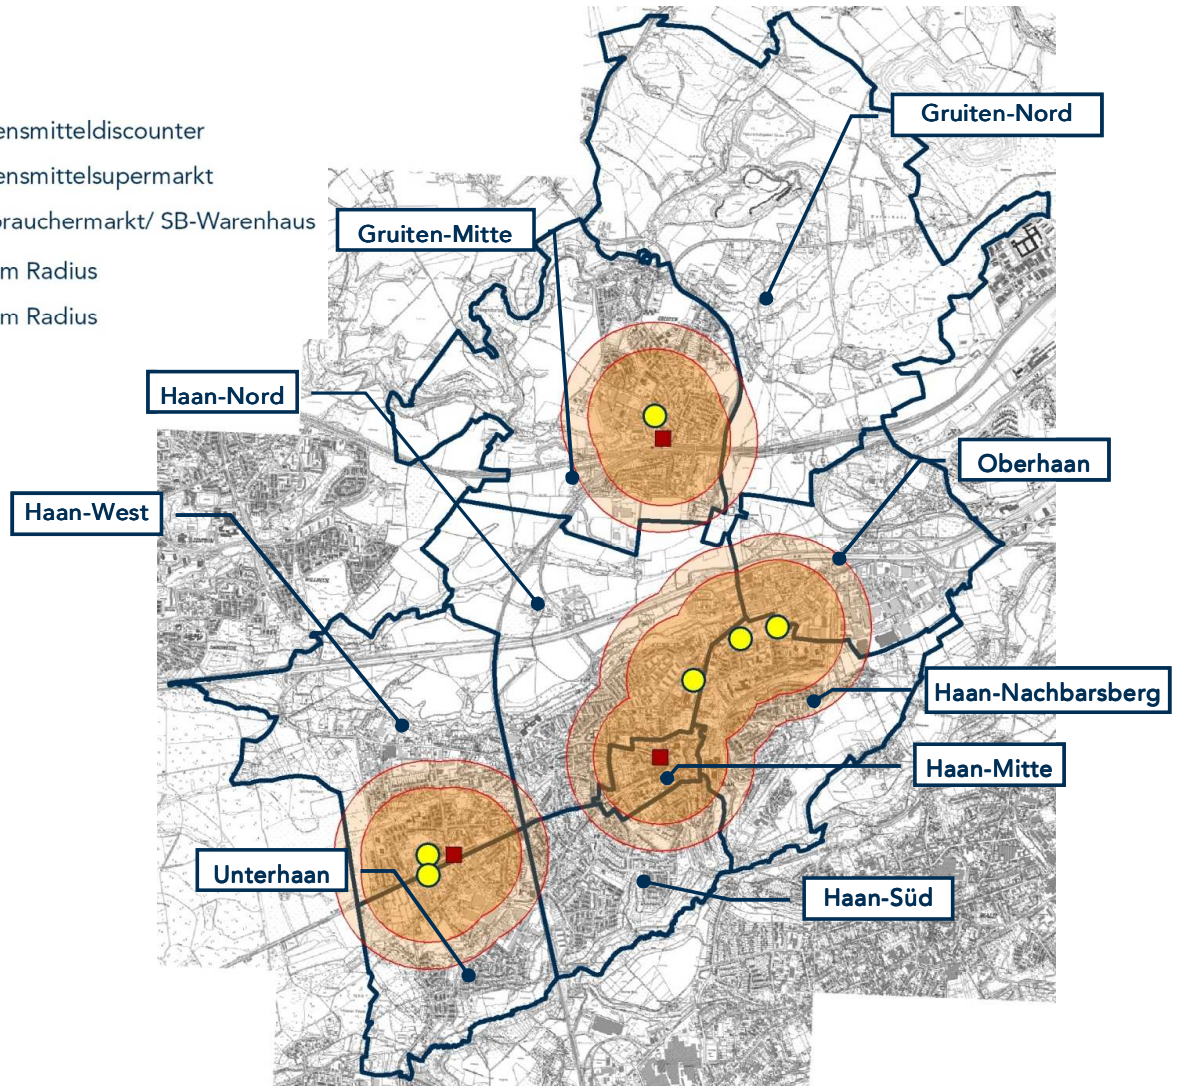 ensmitteldiscounter
ensmittelsupermarkt
brauchermarkt/ SB-Warenhaus
m Radius
m Radius
Gruiten-Nord
Gruiten-Mitte
Haan-Nord
Oberhaan
Haan-West
Haan-Nachbarsberg
Haan-Mitte
Unterhaan
Haan-Süd